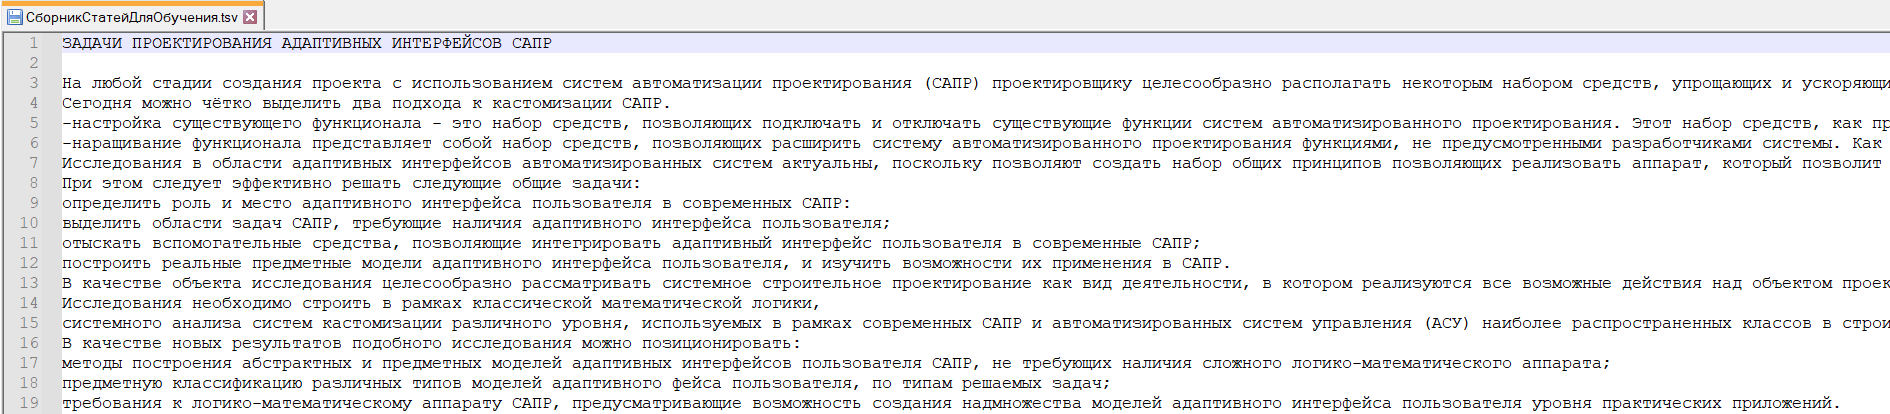 СборникСтатейДляОбучения.tsv
1 ЗАДАЧИ ПРОЕКТИРОВАНИЯ АДАПТИВНЫХ ИНТЕРФЕЙСОВ САПР
2
3 На любой стадии создания проекта с использованием систем автоматизации проектирования (САПР) проектировщику целесообразно располагать некоторым набором средств, упрощающих и ускоряющи
4 Сегодня можно чётко выделить два подхода к кастомизации САПР.
5 -настройка существующего функционала - это набор средств, позволяющих подключать и отключать существующие функции систем автоматизированного проектирования. Этот набор средств, как пр
6 -наращивание функционала представляет собой набор средств, позволяющих расширить систему автоматизированного проектирования функциями, не предусмотренными разработчиками системы. Как
7 Исследования в области адаптивных интерфейсов автоматизированных систем актуальны, поскольку позволяют создать набор общих принципов позволяющих реализовать аппарат, который позволит
8 При этом следует эффективно решать следующие общие задачи:
9 определить роль и место адаптивного интерфейса пользователя в современных САПР:
10 выделить области задач САПР, требующие наличия адаптивного интерфейса пользователя;
11 отыскать вспомогательные средства, позволяющие интегрировать адаптивный интерфейс пользователя в современные САПР;
12 построить реальные предметные модели адаптивного интерфейса пользователя, и изучить возможности их применения в САПР.
13 В качестве объекта исследования целесообразно рассматривать системное строительное проектирование как вид деятельности, в котором реализуются все возможные действия над объектом проек
14 Исследования необходимо строить в рамках классической математической логики,
15 системного анализа систем кастомизации различного уровня, используемых в рамках современных САПР и автоматизированных систем управления (АСУ) наиболее распространенных классов в строи
16 В качестве новых результатов подобного исследования можно позиционировать:
17 методы построения абстрактных и предметных моделей адаптивных интерфейсов пользователя САПР, не требующих наличия сложного логико-математического аппарата;
18 предметную классификацию различных типов моделей адаптивного фейса пользователя, по типам решаемых задач;
19 требования к логико-математическому аппарату САПР, предусматривающие возможность создания надмножества моделей адаптивного интерфейса пользователя уровня практических приложений.